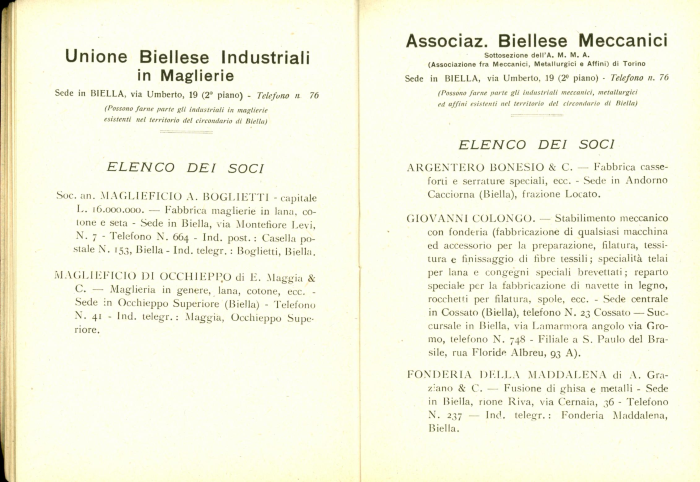 Unione Biellese Industriali
in Maglierie
Sede in BIELLA, via Umberto, 19 (2º piano) - Telefono n. 76
(Possono farne parte gli industriali in maglierie
esistenti nel territorio del circondario di Biella)
ELENCO DEI SOCI
Soc. an. MAGLIEFICIO A. BOGLIETTI - capitale
L. 16.000.000. — Fabbrica maglierie in lana, co-
tone e seta - Sede in Biella, via Montefiore Levi,
N. 7 - Telefono N. 664 - Ind. post.: Casella po-
stale N. 153, Biella - Ind. telegr.: Boglietti, Biella.
MAGLIEFICIO DI OCCHIEPPO di E. Maggia &
C. — Maglieria in genere, lana, cotone, ecc. -
Sede in Occhieppo Superiore (Biella) - Telefono
N. 41 - Ind. telegr.: Maggia, Occhieppo Supe-
riore.
Associaz. Biellese Meccanici
Sottosezione dell'A. M. M. A.
(Associazione fra Meccanici, Metallurgici e Affini) di Torino
Sede in BIELLA, via Umberto, 19 (2º piano) - Telefono n. 76
(Possono farne parte gli industriali meccanici, metallurgici
ed affini esistenti nel territorio del circondario di Biella)
ELENCO DEI SOCI
ARGENTERO BONESIO & C. — Fabbrica casse-
forti e serrature speciali, ecc. - Sede in Andorno
Cacciorna (Biella), frazione Locato.
GIOVANNI COLONGO. — Stabilimento meccanico
con fonderia (fabbricazione di qualsiasi macchina
ed accessorio per la preparazione, filatura, tessi-
tura e finissaggio di fibre tessili; specialità telai
per lana e congegni speciali brevettati; reparto
speciale per la fabbricazione di navette in legno,
rocchetti per filatura, spole, ecc. - Sede centrale
in Cossato (Biella), telefono N. 23 Cossato — Suc-
cursale in Biella, via Lamarmora angolo via Gro-
mo, telefono N. 748 - Filiale a S. Paulo del Bra-
sile, rua Floride Albreu, 93 A).
FONDERIA DELLA MADDALENA di A. Gra-
ziano & C. — Fusione di ghisa e metalli - Sede
in Biella, rione Riva, via Cernaia, 36 - Telefono
N. 237 — Ind. telegr.: Fonderia Maddalena,
Biella.